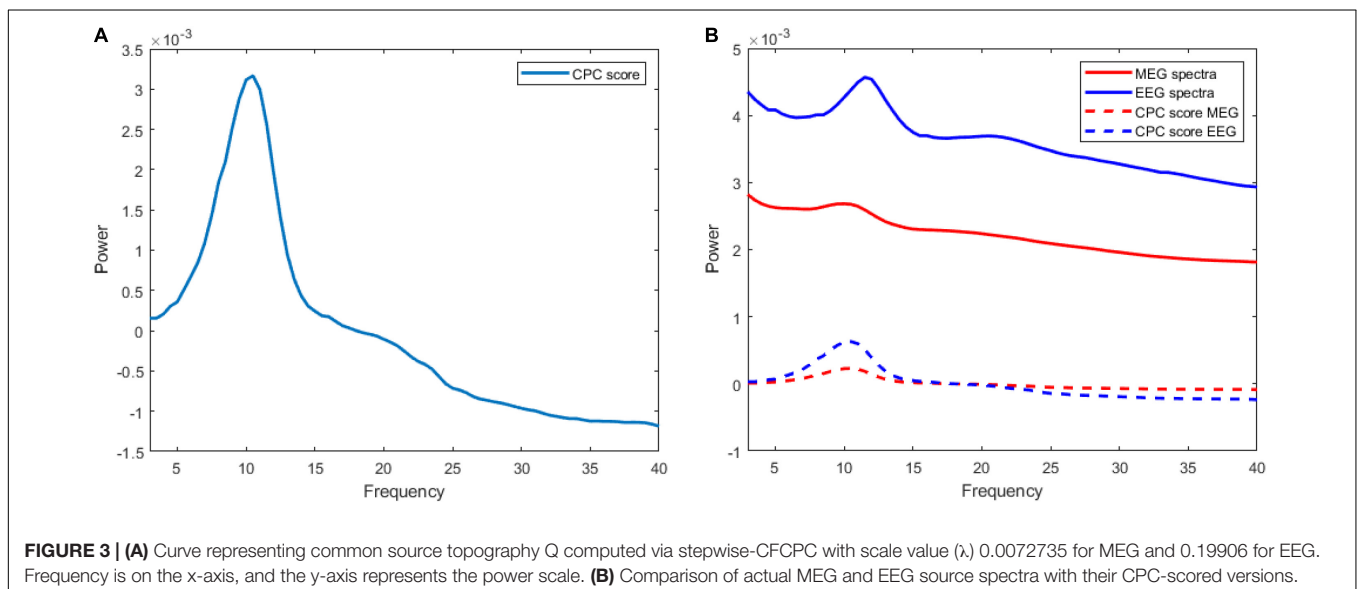 A
×10⁻³
3.5
3
2.5
2
1.5
1
0.5
0
-0.5
-1
-1.5
Power
5 10 15 20 25 30 35 40
Frequency
CPC score
B
×10⁻³
5
4
3
2
1
0
-1
Power
5 10 15 20 25 30 35 40
Frequency
MEG spectra
EEG spectra
CPC score MEG
CPC score EEG
FIGURE 3 | (A) Curve representing common source topography Q computed via stepwise-CFCPC with scale value (λ) 0.0072735 for MEG and 0.19906 for EEG.
Frequency is on the x-axis, and the y-axis represents the power scale. (B) Comparison of actual MEG and EEG source spectra with their CPC-scored versions.